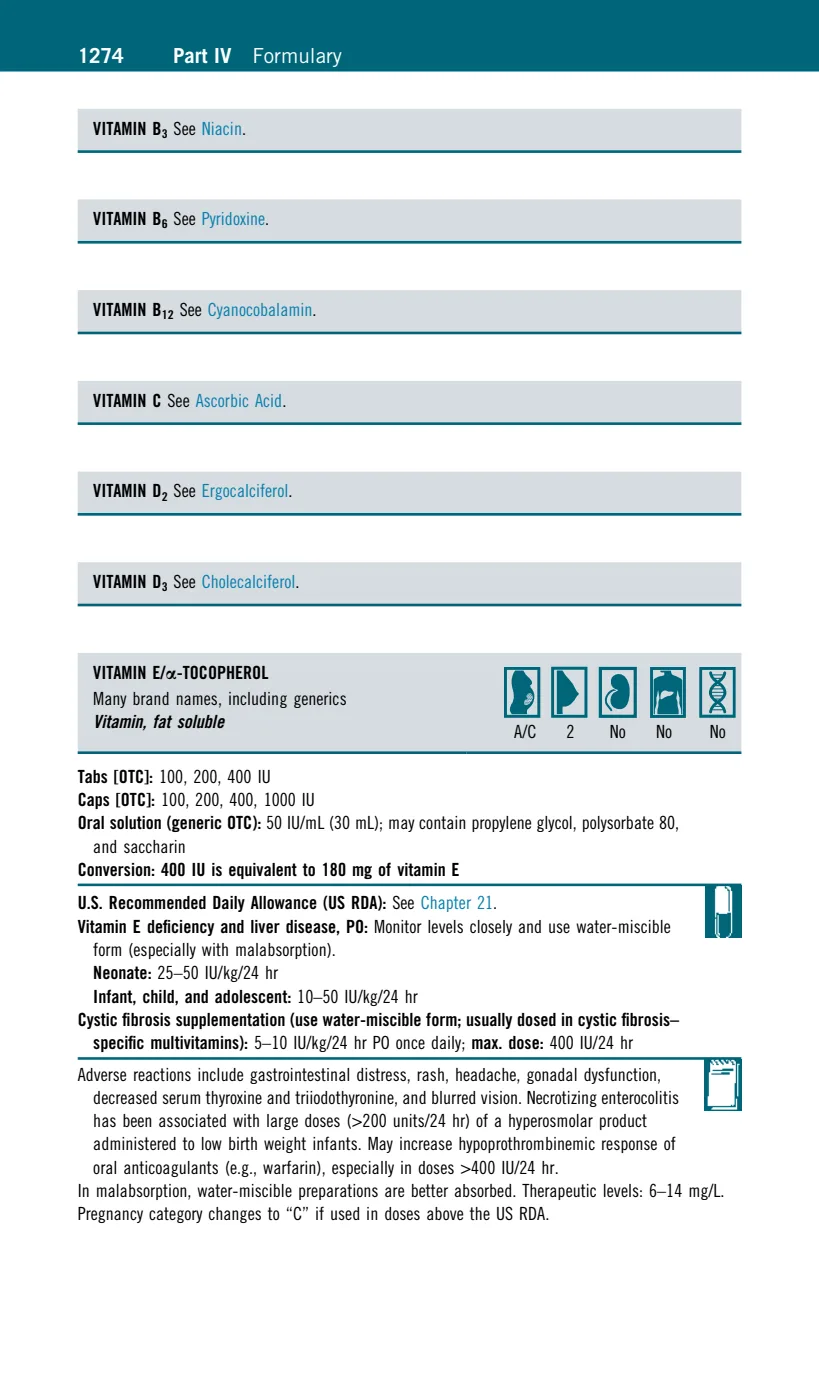 1274 Part IV Formulary
VITAMIN B₃ See Niacin.
VITAMIN B₆ See Pyridoxine.
VITAMIN B₁₂ See Cyanocobalamin.
VITAMIN C See Ascorbic Acid.
VITAMIN D₂ See Ergocalciferol.
VITAMIN D₃ See Cholecalciferol.
VITAMIN E/α-TOCOPHEROL
Many brand names, including generics
Vitamin, fat soluble
A/C 2 No No No
Tabs [OTC]: 100, 200, 400 IU
Caps [OTC]: 100, 200, 400, 1000 IU
Oral solution (generic OTC): 50 IU/mL (30 mL); may contain propylene glycol, polysorbate 80,
and saccharin
Conversion: 400 IU is equivalent to 180 mg of vitamin E
U.S. Recommended Daily Allowance (US RDA): See Chapter 21.
Vitamin E deficiency and liver disease, PO: Monitor levels closely and use water-miscible
form (especially with malabsorption).
Neonate: 25–50 IU/kg/24 hr
Infant, child, and adolescent: 10–50 IU/kg/24 hr
Cystic fibrosis supplementation (use water-miscible form; usually dosed in cystic fibrosis–
specific multivitamins): 5–10 IU/kg/24 hr PO once daily; max. dose: 400 IU/24 hr
Adverse reactions include gastrointestinal distress, rash, headache, gonadal dysfunction,
decreased serum thyroxine and triiodothyronine, and blurred vision. Necrotizing enterocolitis
has been associated with large doses (>200 units/24 hr) of a hyperosmolar product
administered to low birth weight infants. May increase hypoprothrombinemic response of
oral anticoagulants (e.g., warfarin), especially in doses >400 IU/24 hr.
In malabsorption, water-miscible preparations are better absorbed. Therapeutic levels: 6–14 mg/L.
Pregnancy category changes to “C” if used in doses above the US RDA.